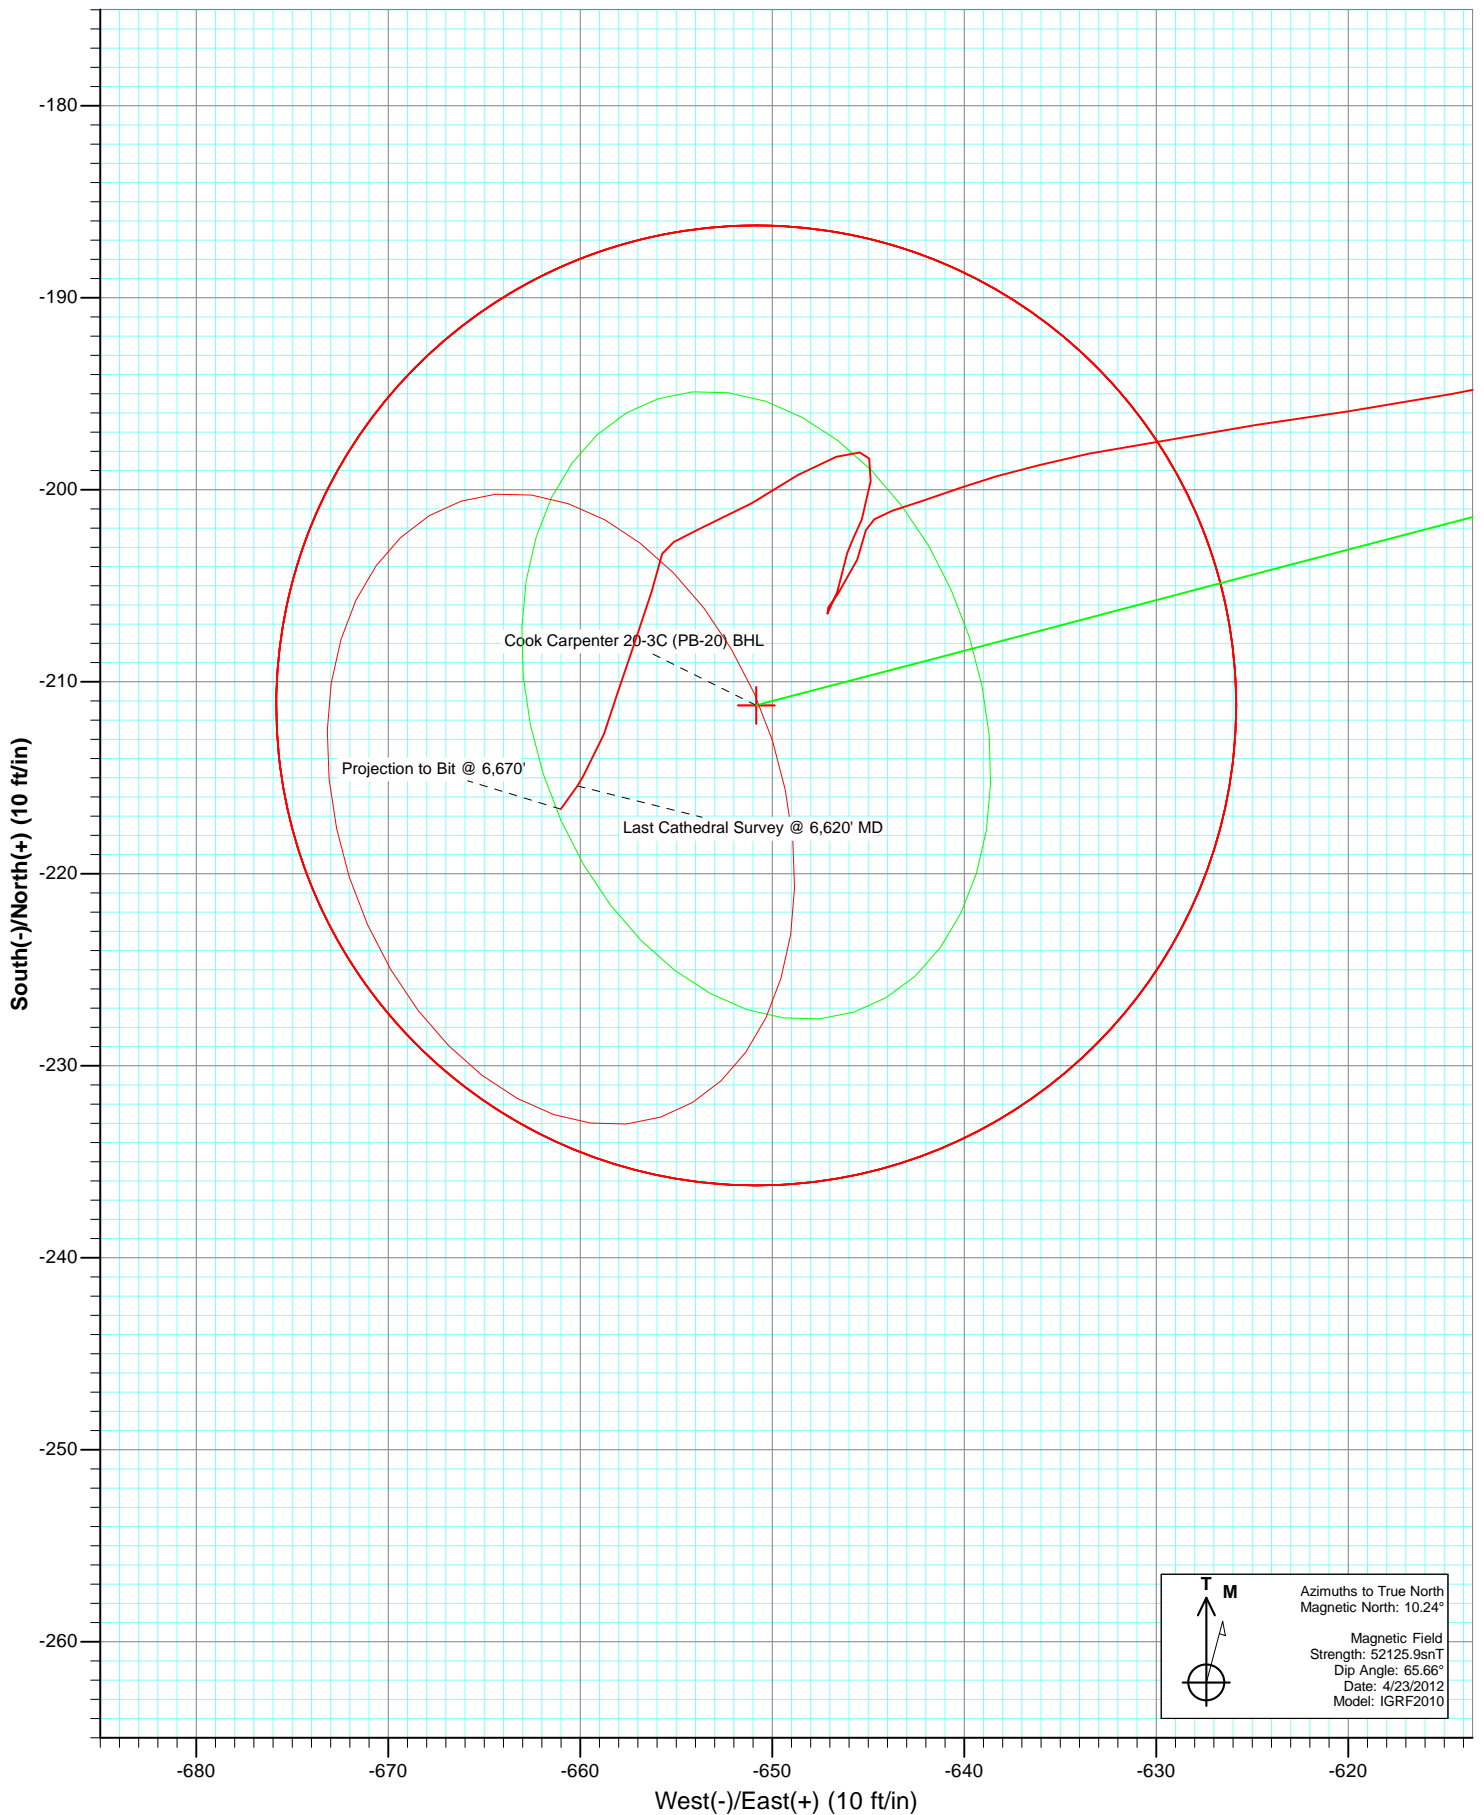 -180
-190
-200
-210
-220
-230
-240
-250
-260
South(-)/North(+) (10 ft/in)
Cook Carpenter 20-3C (PB-20) BHL
Projection to Bit @ 6,670'
Last Cathedral Survey @ 6,620' MD
T
M
Azimuths to True North
Magnetic North: 10.24°
Magnetic Field
Strength: 52125.9snT
Dip Angle: 65.66°
Date: 4/23/2012
Model: IGRF2010
-680
-670
-660
-650
-640
-630
-620
West(-)/East(+) (10 ft/in)